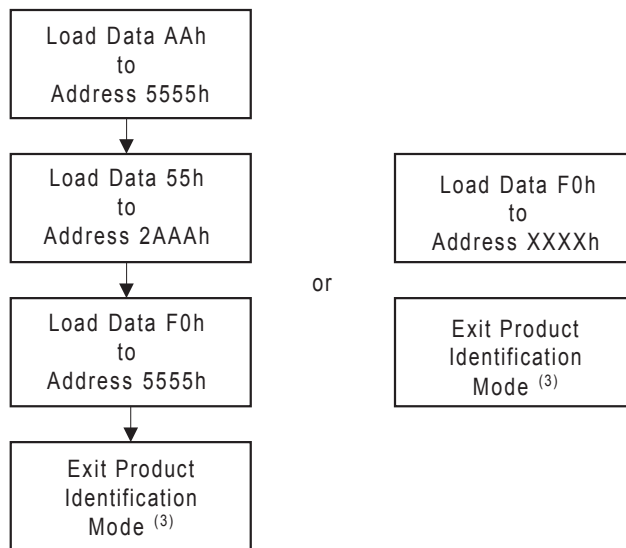 Load Data AAh
to
Address 5555h
Load Data 55h
to
Address 2AAAh
Load Data F0h
to
Address 5555h
Exit Product
Identification
Mode (3)
or
Load Data F0h
to
Address XXXXh
Exit Product
Identification
Mode (3)